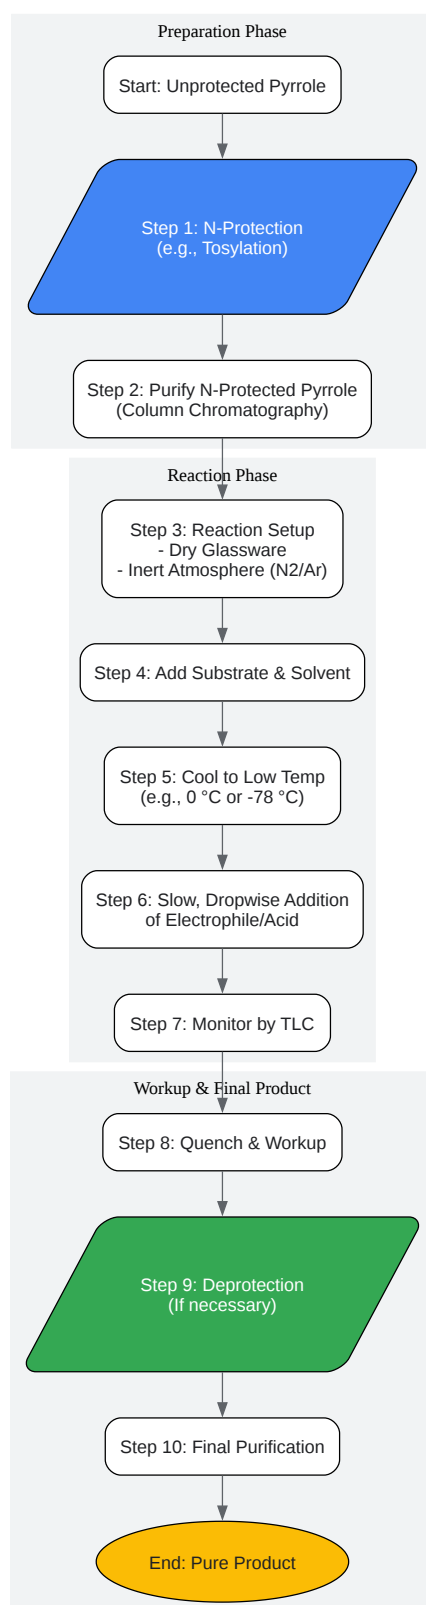 Preparation Phase
Start: Unprotected Pyrrole
Step 1: N-Protection
(e.g., Tosylation)
Step 2: Purify N-Protected Pyrrole
(Column Chromatography)
Reaction Phase
Step 3: Reaction Setup
- Dry Glassware
- Inert Atmosphere (N2/Ar)
Step 4: Add Substrate & Solvent
Step 5: Cool to Low Temp
(e.g., 0 °C or -78 °C)
Step 6: Slow, Dropwise Addition
of Electrophile/Acid
Step 7: Monitor by TLC
Workup & Final Product
Step 8: Quench & Workup
Step 9: Deprotection
(If necessary)
Step 10: Final Purification
End: Pure Product